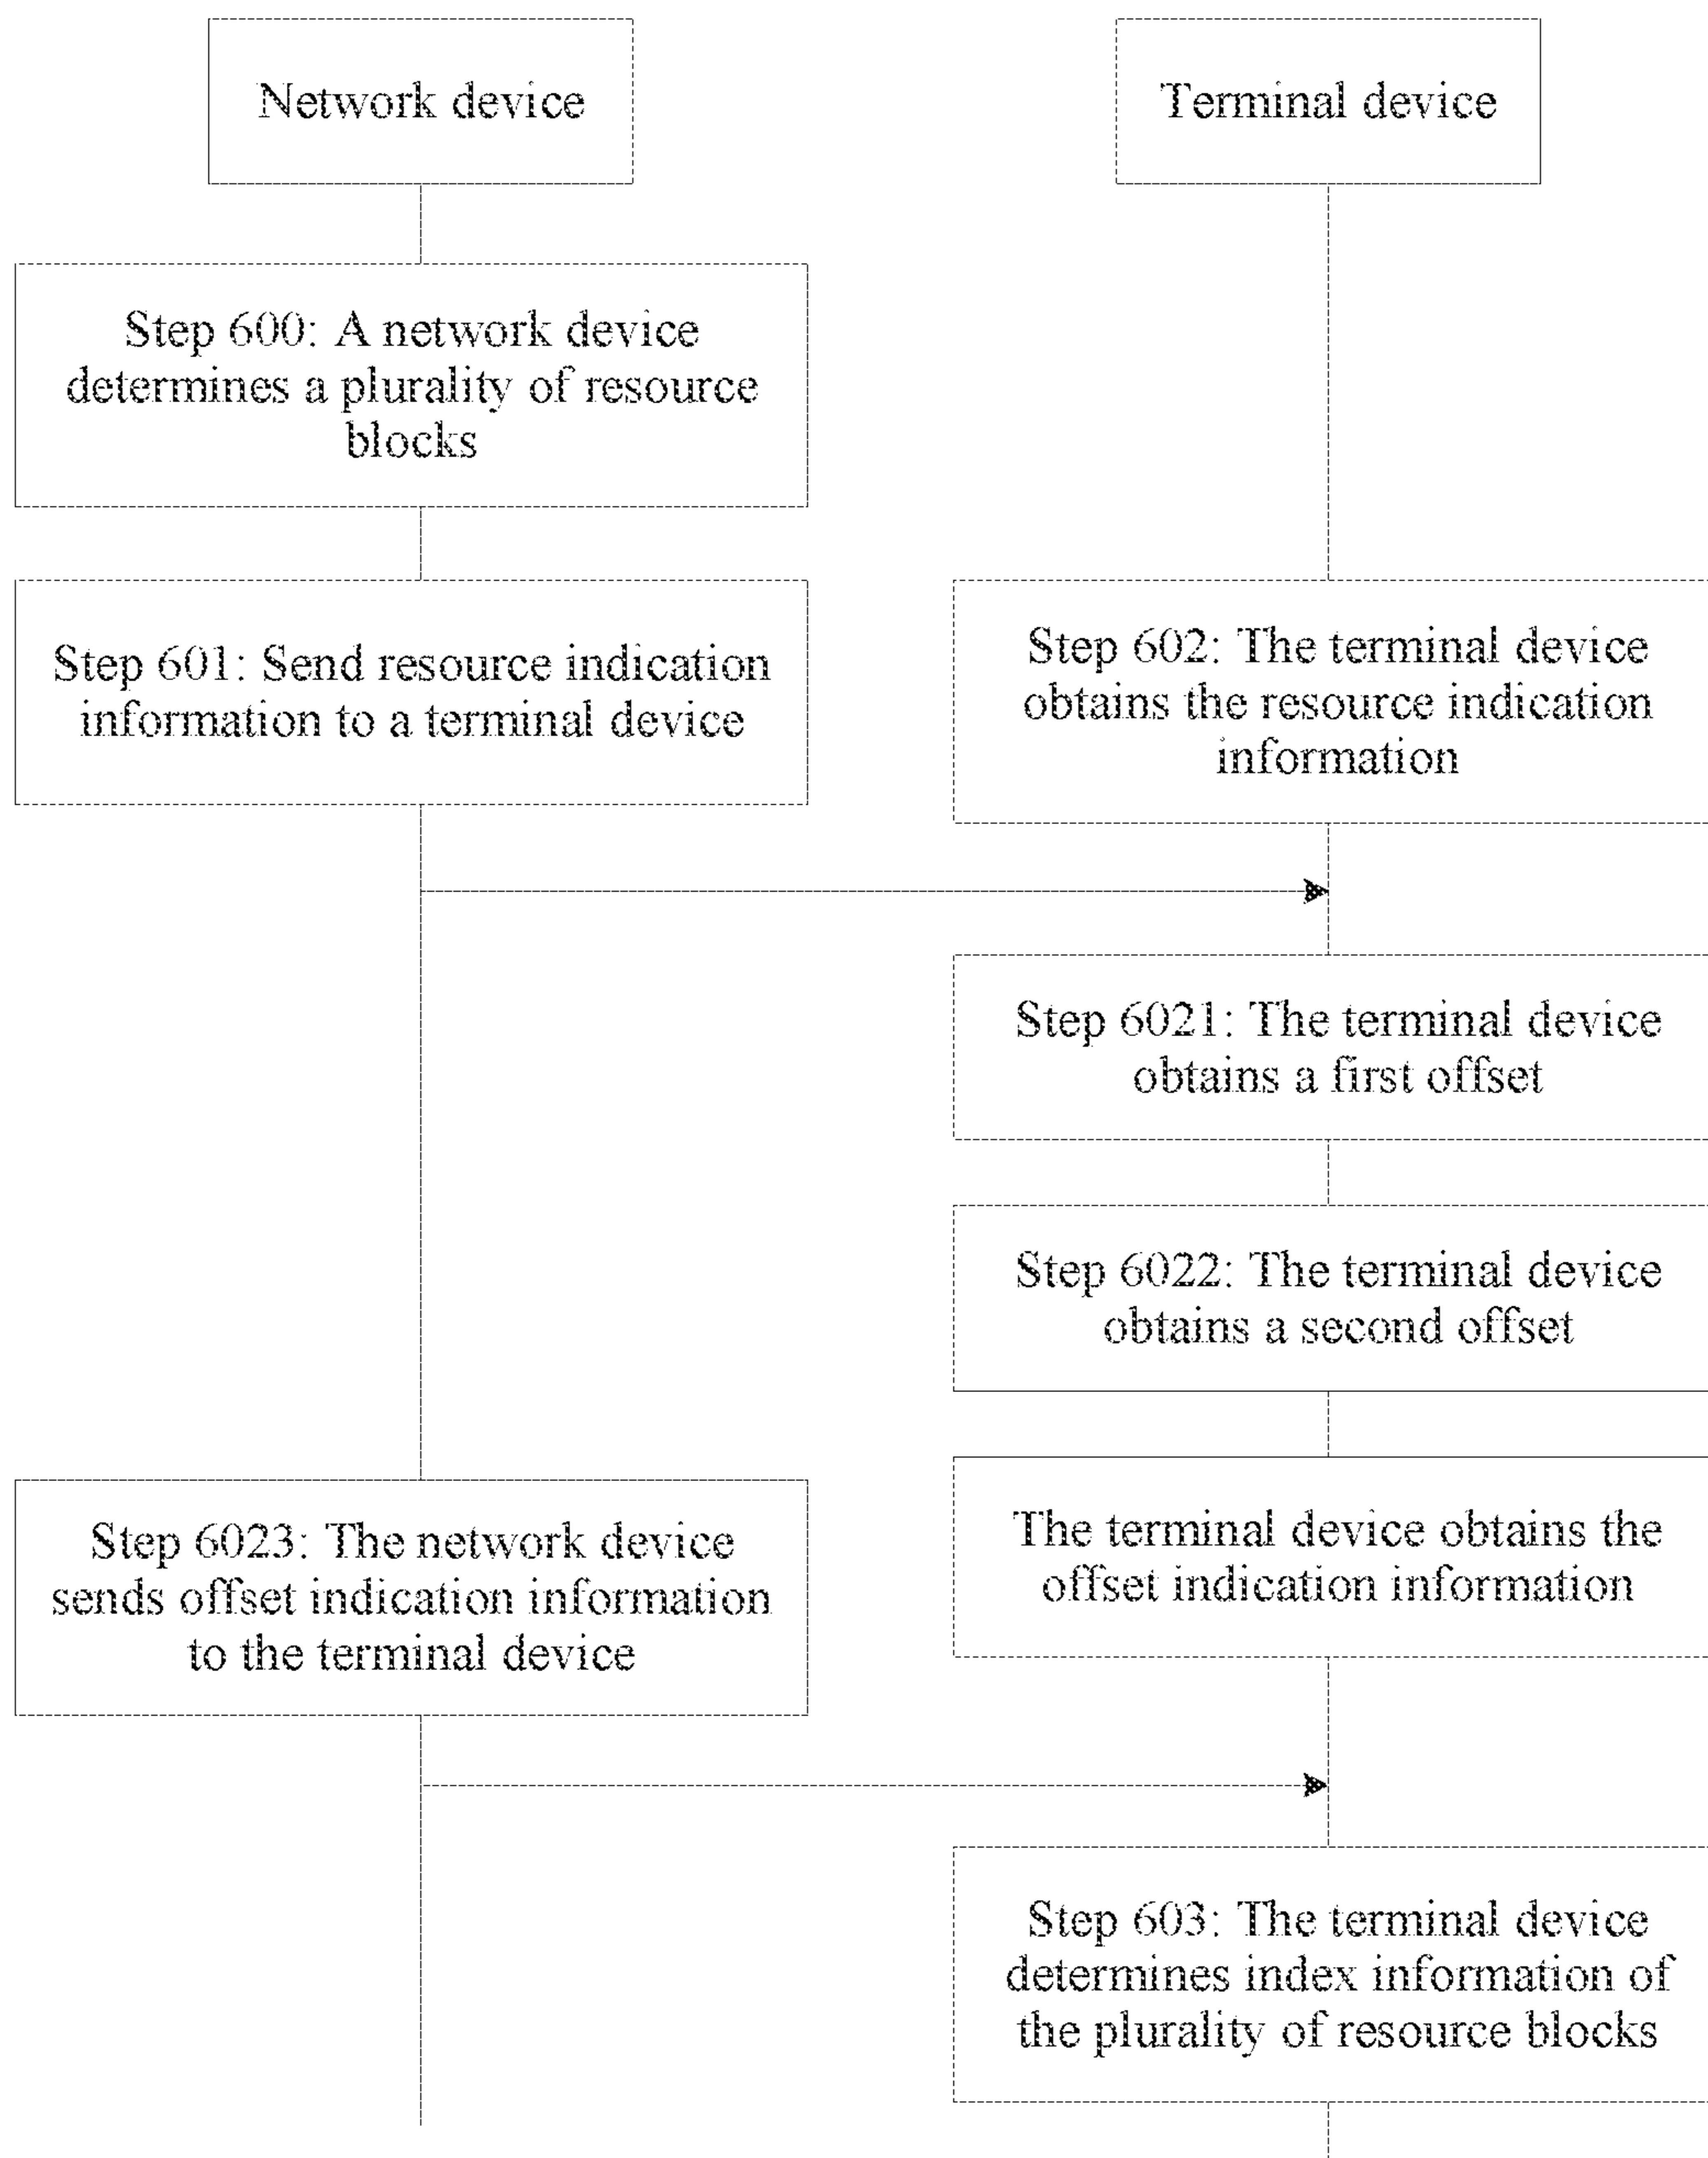 Network device
Terminal device
Step 600: A network device
determines a plurality of resource
blocks
Step 601: Send resource indication
information to a terminal device
Step 602: The terminal device
obtains the resource indication
information
Step 6021: The terminal device
obtains a first offset
Step 6022: The terminal device
obtains a second offset
Step 6023: The network device
sends offset indication information
to the terminal device
The terminal device obtains the
offset indication information
Step 603: The terminal device
determines index information of
the plurality of resource blocks